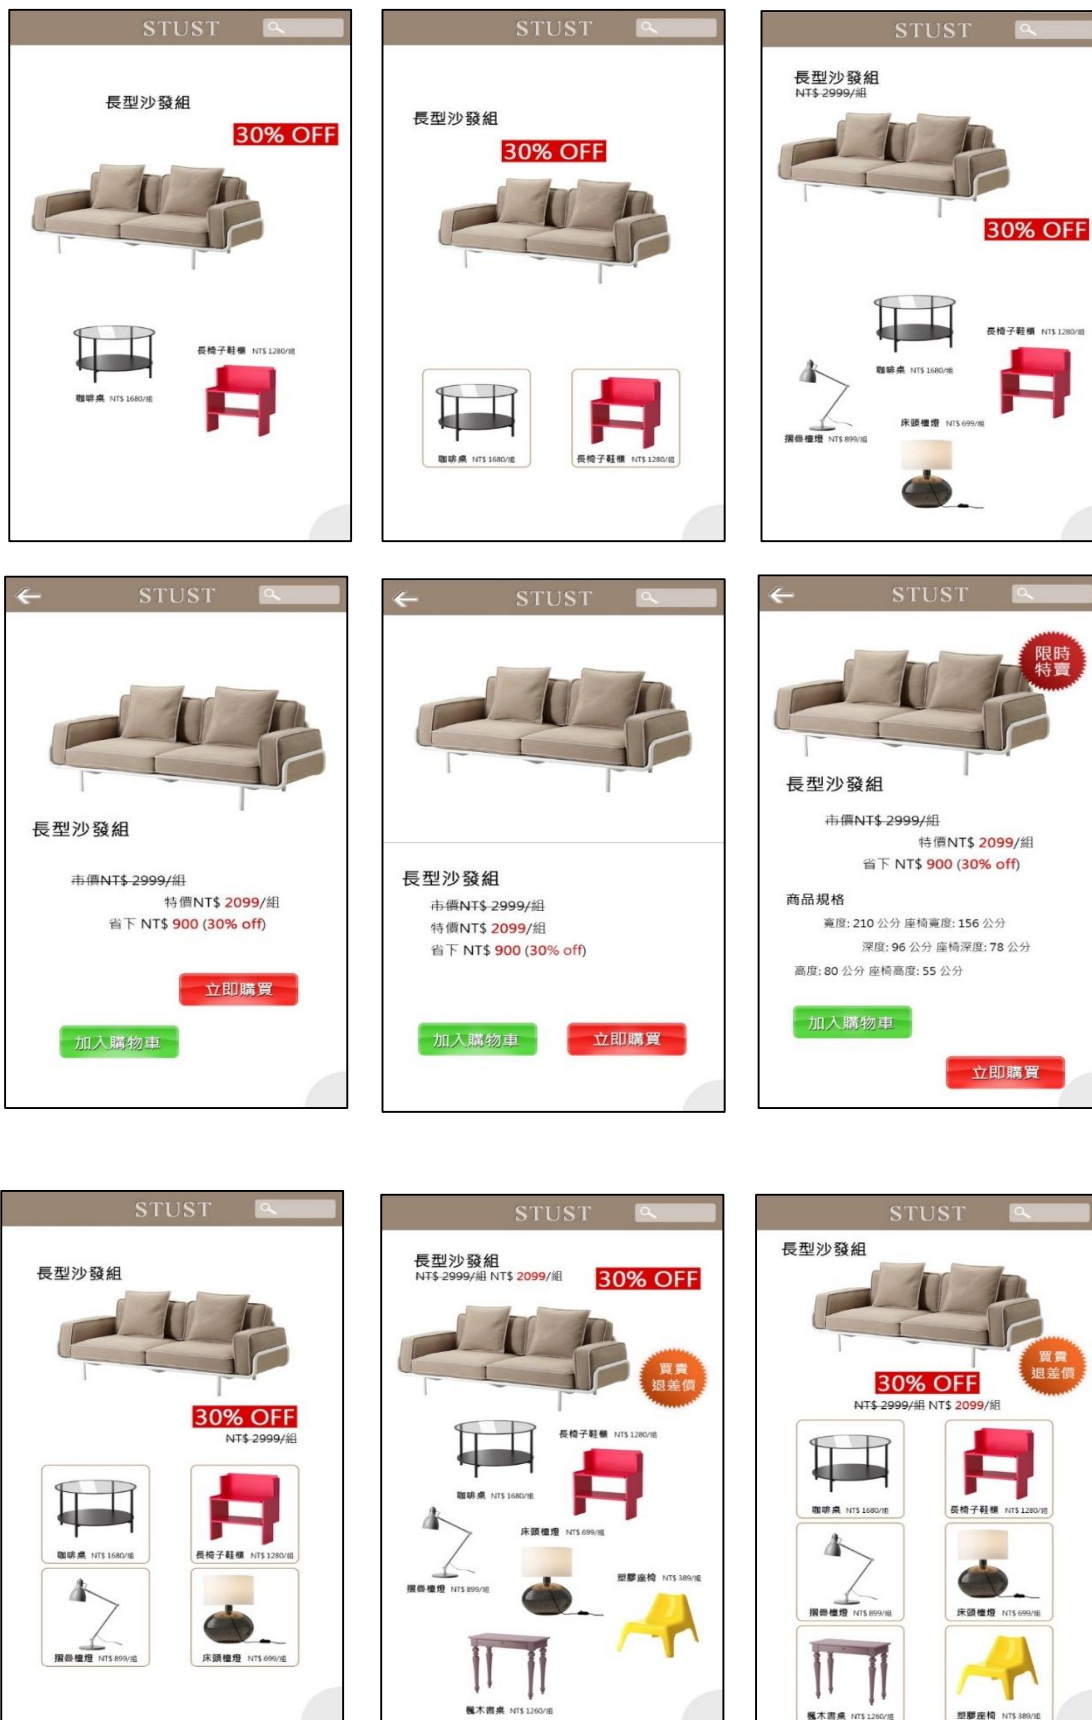 STUST
長型沙發組
30% OFF
咖啡桌 NT$ 1680/組
長椅子鞋櫃 NT$ 1280/組
STUST
長型沙發組
30% OFF
咖啡桌 NT$ 1680/組
長椅子鞋櫃 NT$ 1280/組
STUST
長型沙發組
NT$ 2999/組
30% OFF
長椅子鞋櫃 NT$ 1280/組
咖啡桌 NT$ 1680/組
床頭檯燈 NT$ 699/組
摺疊檯燈 NT$ 899/組
STUST
長型沙發組
市價NT$ 2999/組
特價NT$ 2099/組
省下 NT$ 900 (30% off)
立即購買
加入購物車
STUST
長型沙發組
市價NT$ 2999/組
特價NT$ 2099/組
省下 NT$ 900 (30% off)
加入購物車
立即購買
STUST
限時
特賣
長型沙發組
市價NT$ 2999/組
特價NT$ 2099/組
省下 NT$ 900 (30% off)
商品規格
寬度: 210 公分 座椅寬度: 156 公分
深度: 96 公分 座椅深度: 78 公分
高度: 80 公分 座椅高度: 55 公分
加入購物車
立即購買
STUST
長型沙發組
30% OFF
NT$ 2999/組
咖啡桌 NT$ 1680/組
長椅子鞋櫃 NT$ 1280/組
摺疊檯燈 NT$ 899/組
床頭檯燈 NT$ 699/組
STUST
長型沙發組
NT$ 2999/組 NT$ 2099/組
30% OFF
買貴
退差價
長椅子鞋櫃 NT$ 1280/組
咖啡桌 NT$ 1680/組
床頭檯燈 NT$ 699/組
摺疊檯燈 NT$ 899/組
塑膠座椅 NT$ 389/組
楓木書桌 NT$ 1260/組
STUST
長型沙發組
買貴
退差價
30% OFF
NT$ 2999/組 NT$ 2099/組
咖啡桌 NT$ 1680/組
長椅子鞋櫃 NT$ 1280/組
摺疊檯燈 NT$ 899/組
床頭檯燈 NT$ 699/組
楓木書桌 NT$ 1260/組
塑膠座椅 NT$ 389/組